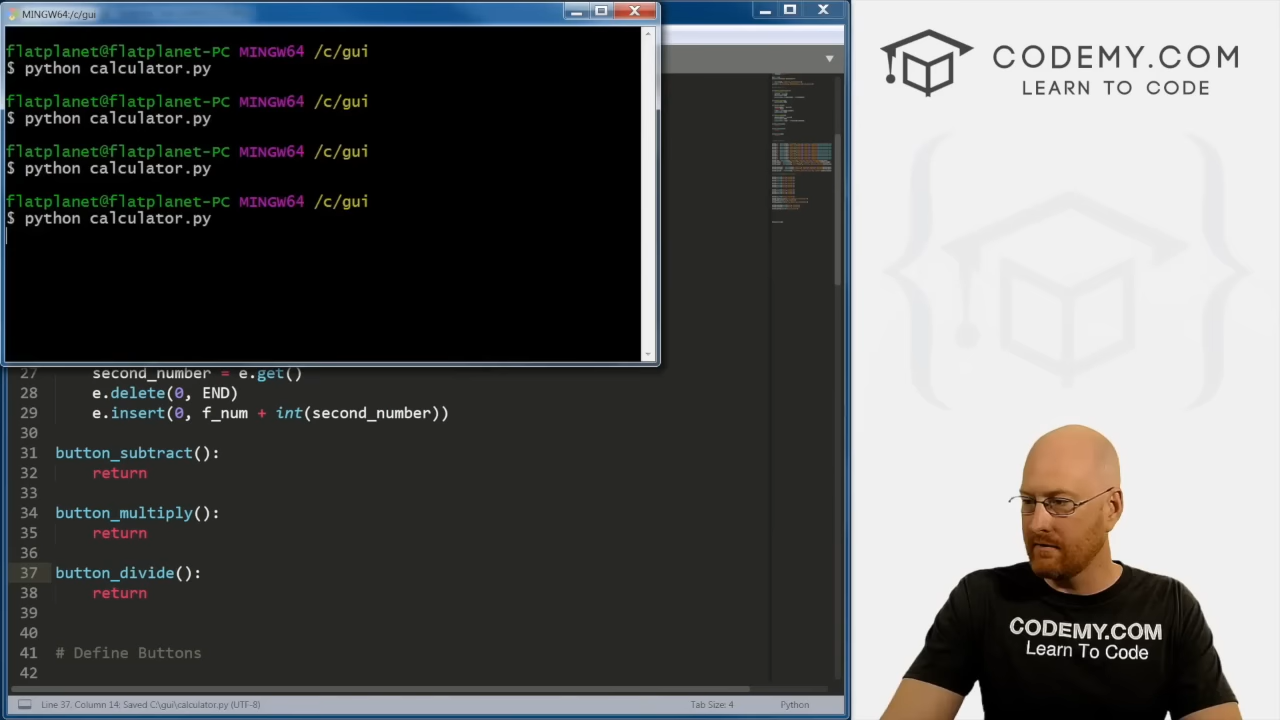 MINGW64:/c/gui
flatplanet@flatplanet-PC MINGW64 /c/gui
$ python calculator.py
flatplanet@flatplanet-PC MINGW64 /c/gui
$ python calculator.py
flatplanet@flatplanet-PC MINGW64 /c/gui
$ python calculator.py
flatplanet@flatplanet-PC MINGW64 /c/gui
$ python calculator.py
27 second_number = e.get()
28 e.delete(0, END)
29 e.insert(0, f_num + int(second_number))
30
31 button_subtract():
32 return
33
34 button_multiply():
35 return
36
37 button_divide():
38 return
39
40
41 # Define Buttons
42
Line 37, Column 14; Saved C:\gui\calculator.py (UTF-8)
Tab Size: 4
Python
CODEMY.COM
LEARN TO CODE
CODEMY.COM
Learn To Code